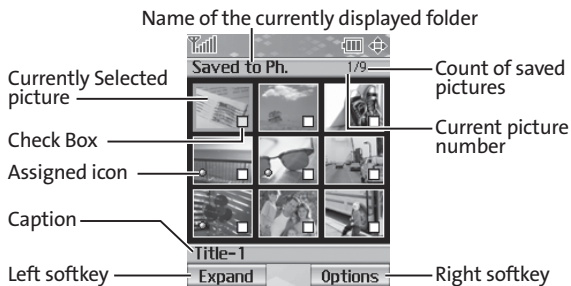 Name of the currently displayed folder
Saved to Ph.
1/9
Currently Selected
picture
Check Box
Assigned icon
Caption
Left softkey
Count of saved
pictures
Current picture
number
Title-1
Expand
Options
Right softkey